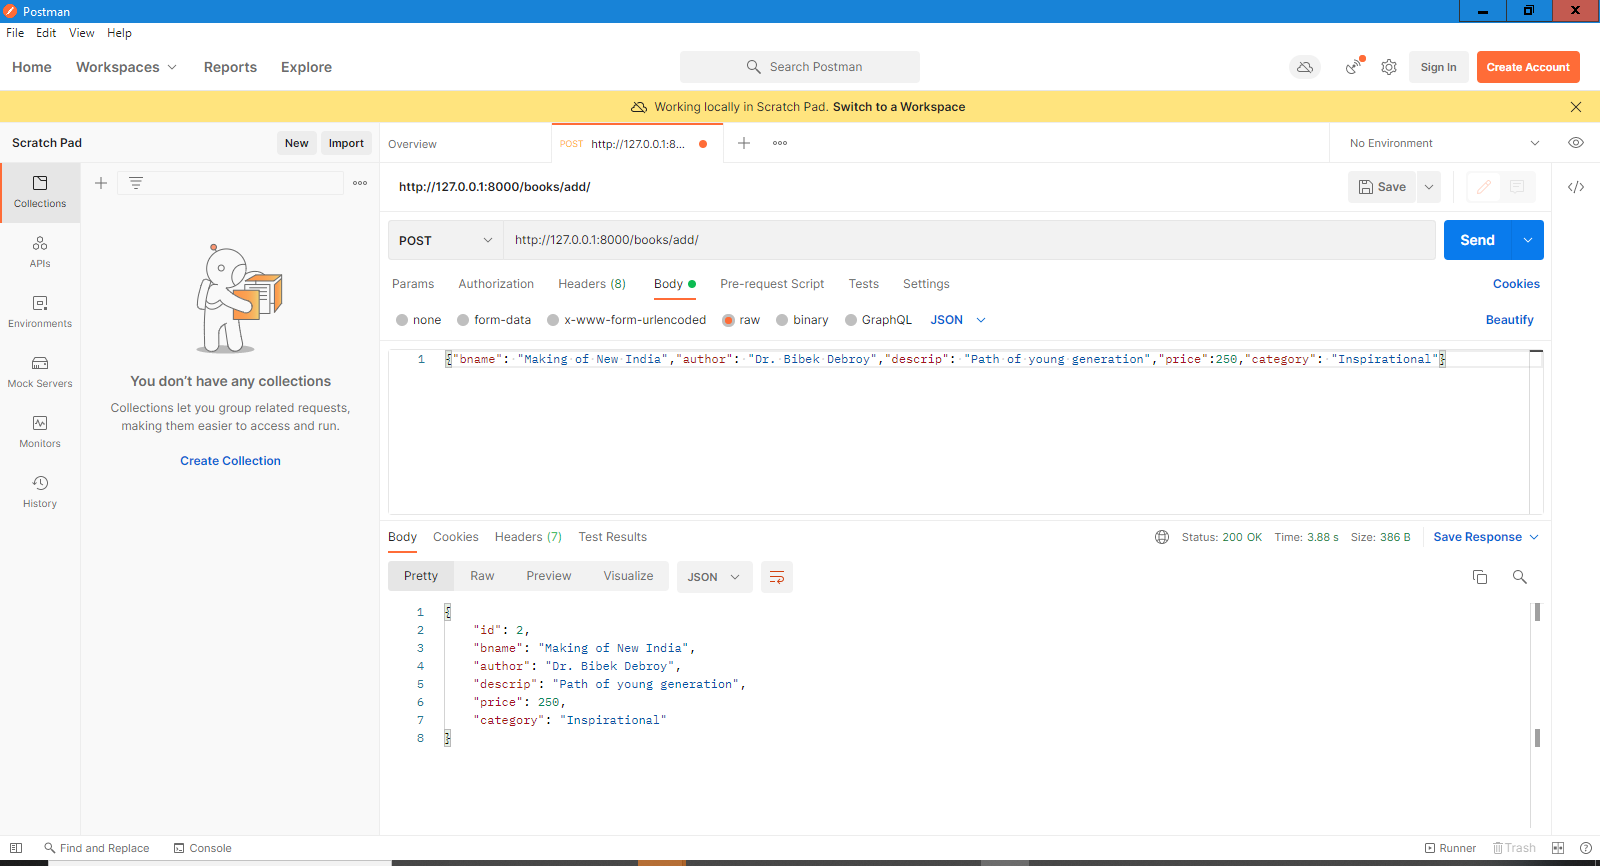 Postman
File Edit View Help
Home Workspaces Reports Explore
Search Postman
Sign In
Create Account
Working locally in Scratch Pad. Switch to a Workspace
Scratch Pad
New
Import
Overview
POST http://127.0.0.1:8...
No Environment
Collections
APIs
Environments
Mock Servers
Monitors
History
You don't have any collections
Collections let you group related requests,
making them easier to access and run.
Create Collection
http://127.0.0.1:8000/books/add/
Save
POST
http://127.0.0.1:8000/books/add/
Send
Params Authorization Headers (8) Body Pre-request Script Tests Settings
Cookies
none form-data x-www-form-urlencoded raw binary GraphQL JSON
Beautify
1 {"bname": "Making of New India","author": "Dr. Bibek Debroy","descrip": "Path of young generation","price":250,"category": "Inspirational"}
Body Cookies Headers (7) Test Results
Status: 200 OK Time: 3.88 s Size: 386 B
Save Response
Pretty Raw Preview Visualize JSON
1 {
2 "id": 2,
3 "bname": "Making of New India",
4 "author": "Dr. Bibek Debroy",
5 "descrip": "Path of young generation",
6 "price": 250,
7 "category": "Inspirational"
8 }
Find and Replace
Console
Runner
Trash